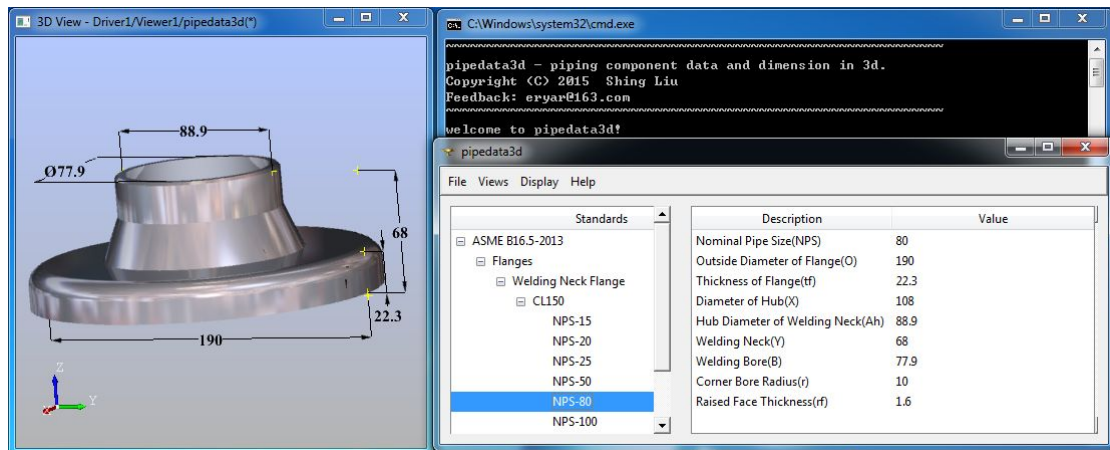 3D View - Driver1/Viewer1/pipedata3d(*)
88.9
Ø77.9
68
22.3
190
Z
Y
C:\Windows\system32\cmd.exe
~~~~~~~~~~~~~~~~~~~~~~~~~~~~~~~~~~~~~~~~~~~~~~~~~~~~~~~~~~~~~~~
pipedata3d - piping component data and dimension in 3d.
Copyright (C) 2015 Shing Liu
Feedback: eryar@163.com
~~~~~~~~~~~~~~~~~~~~~~~~~~~~~~~~~~~~~~~~~~~~~~~~~~~~~~~~~~~~~~~
welcome to pipedata3d!
pipedata3d
File Views Display Help
Standards
ASME B16.5-2013
Flanges
Welding Neck Flange
CL150
NPS-15
NPS-20
NPS-25
NPS-50
NPS-80
NPS-100
Description Value
Nominal Pipe Size(NPS) 80
Outside Diameter of Flange(O) 190
Thickness of Flange(tf) 22.3
Diameter of Hub(X) 108
Hub Diameter of Welding Neck(Ah) 88.9
Welding Neck(Y) 68
Welding Bore(B) 77.9
Corner Bore Radius(r) 10
Raised Face Thickness(rf) 1.6